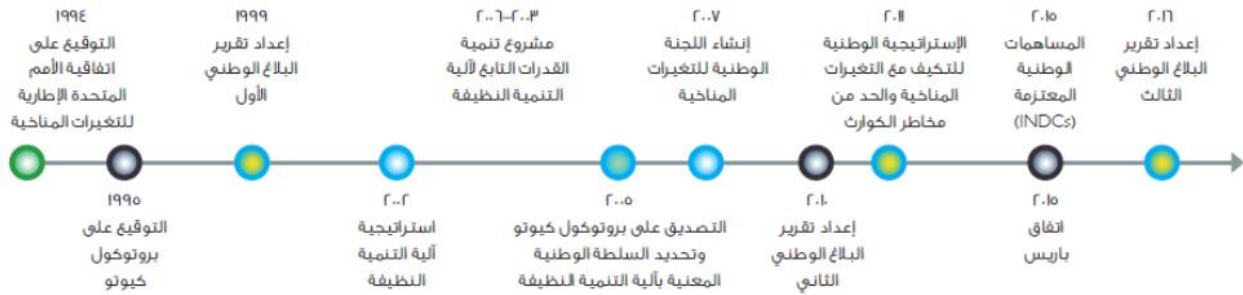 ١٩٩٤
التوقيع على
اتفاقية الأمم
المتحدة الإطارية
للتغيرات المناخية
١٩٩٩
إعداد تقرير
البلاغ الوطني
الأول
٢٠٠٣-٢٠٠٦
مشروع تنمية
القدرات التابع لآلية
التنمية النظيفة
٢٠٠٧
إنشاء اللجنة
الوطنية للتغيرات
المناخية
٢٠١١
الإستراتيجية الوطنية
للتكيف مع التغيرات
المناخية والحد من
مخاطر الكوارث
٢٠١٥
المساهمات
الوطنية
المعتزمة
(INDCs)
٢٠١٦
إعداد تقرير
البلاغ الوطني
الثالث
١٩٩٥
التوقيع على
بروتوكول
كيوتو
٢٠٠٢
استراتيجية
آلية التنمية
النظيفة
٢٠٠٥
التصديق على بروتوكول كيوتو
وتحديد السلطة الوطنية
المعنية بآلية التنمية النظيفة
٢٠١٠
إعداد تقرير
البلاغ الوطني
الثاني
٢٠١٥
اتفاق
باريس